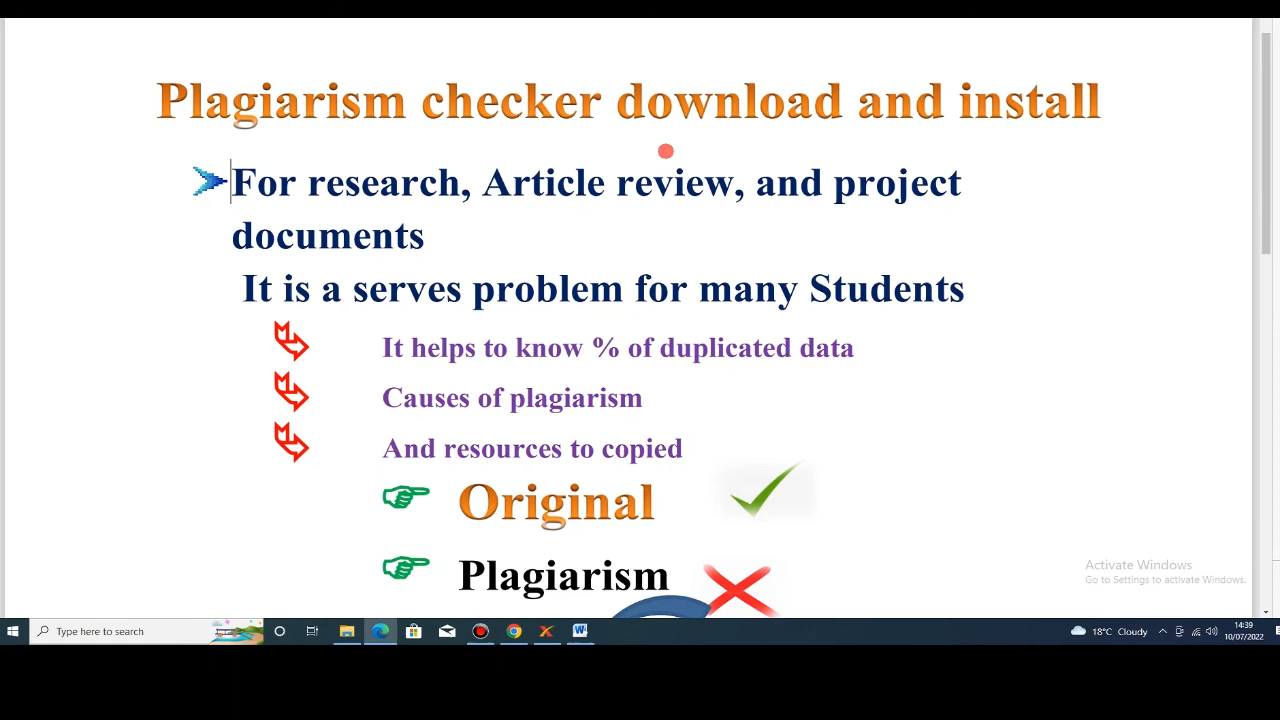 Plagiarism checker download and install
For research, Article review, and project
documents
It is a serves problem for many Students
It helps to know % of duplicated data
Causes of plagiarism
And resources to copied
Original
Plagiarism
Activate Windows
Go to Settings to activate Windows.
Type here to search
18°C Cloudy
14:39
10/07/2022